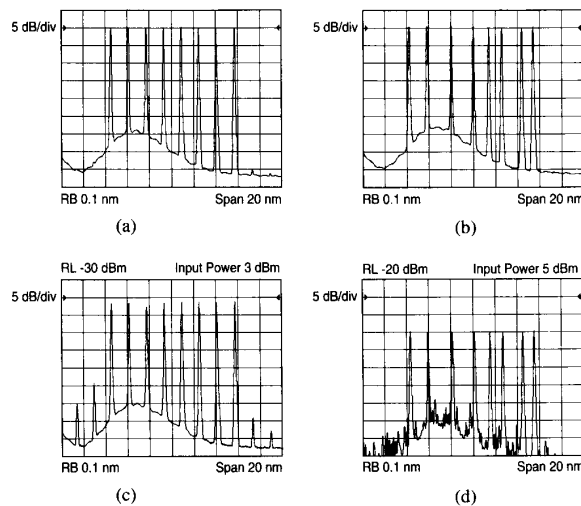 5 dB/div
RB 0.1 nm Span 20 nm
(a)
5 dB/div
RB 0.1 nm Span 20 nm
(b)
RL -30 dBm Input Power 3 dBm
5 dB/div
RB 0.1 nm Span 20 nm
(c)
RL -20 dBm Input Power 5 dBm
5 dB/div
RB 0.1 nm Span 20 nm
(d)